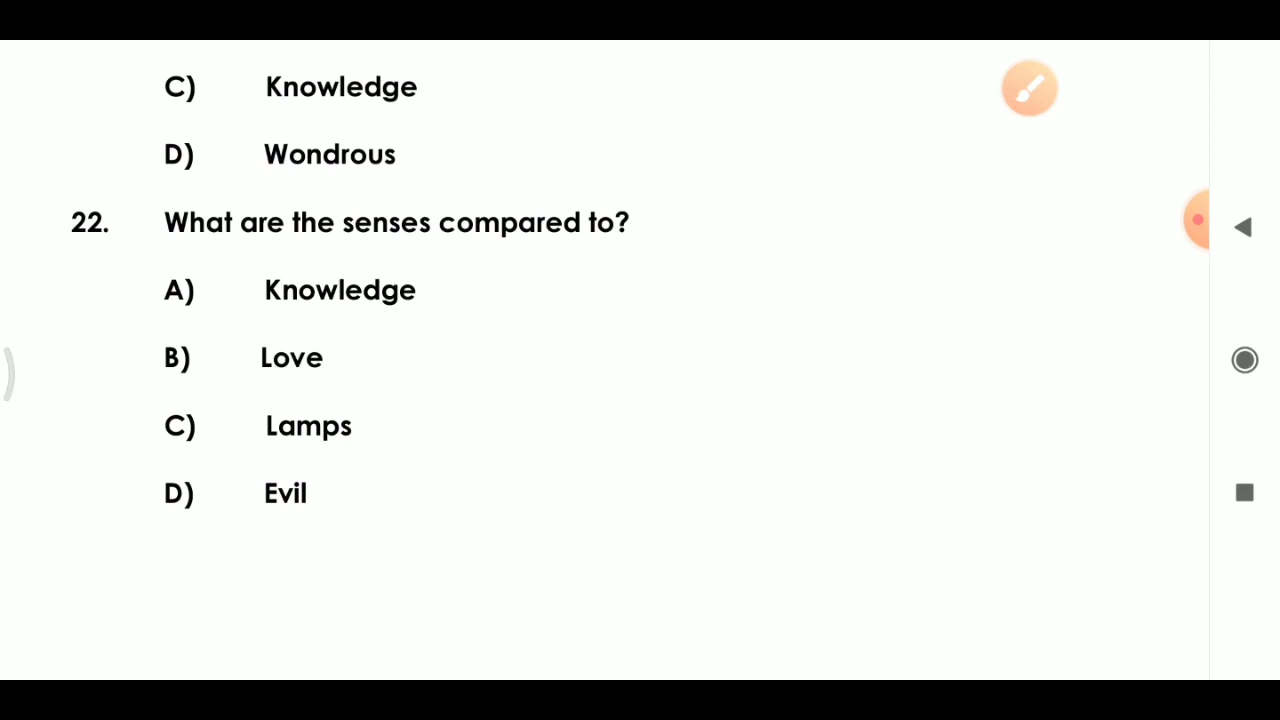 C) Knowledge
D) Wondrous
22. What are the senses compared to?
A) Knowledge
B) Love
C) Lamps
D) Evil